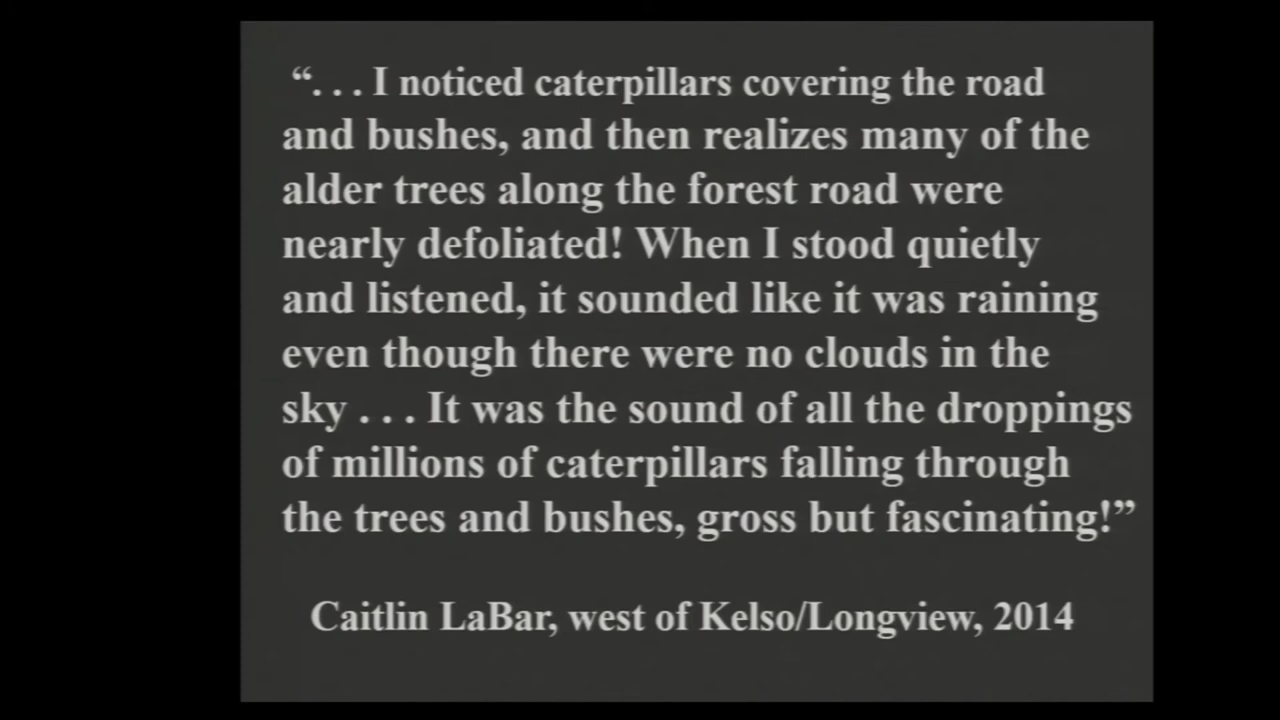 “. . . I noticed caterpillars covering the road
and bushes, and then realizes many of the
alder trees along the forest road were
nearly defoliated! When I stood quietly
and listened, it sounded like it was raining
even though there were no clouds in the
sky . . . It was the sound of all the droppings
of millions of caterpillars falling through
the trees and bushes, gross but fascinating!”
Caitlin LaBar, west of Kelso/Longview, 2014